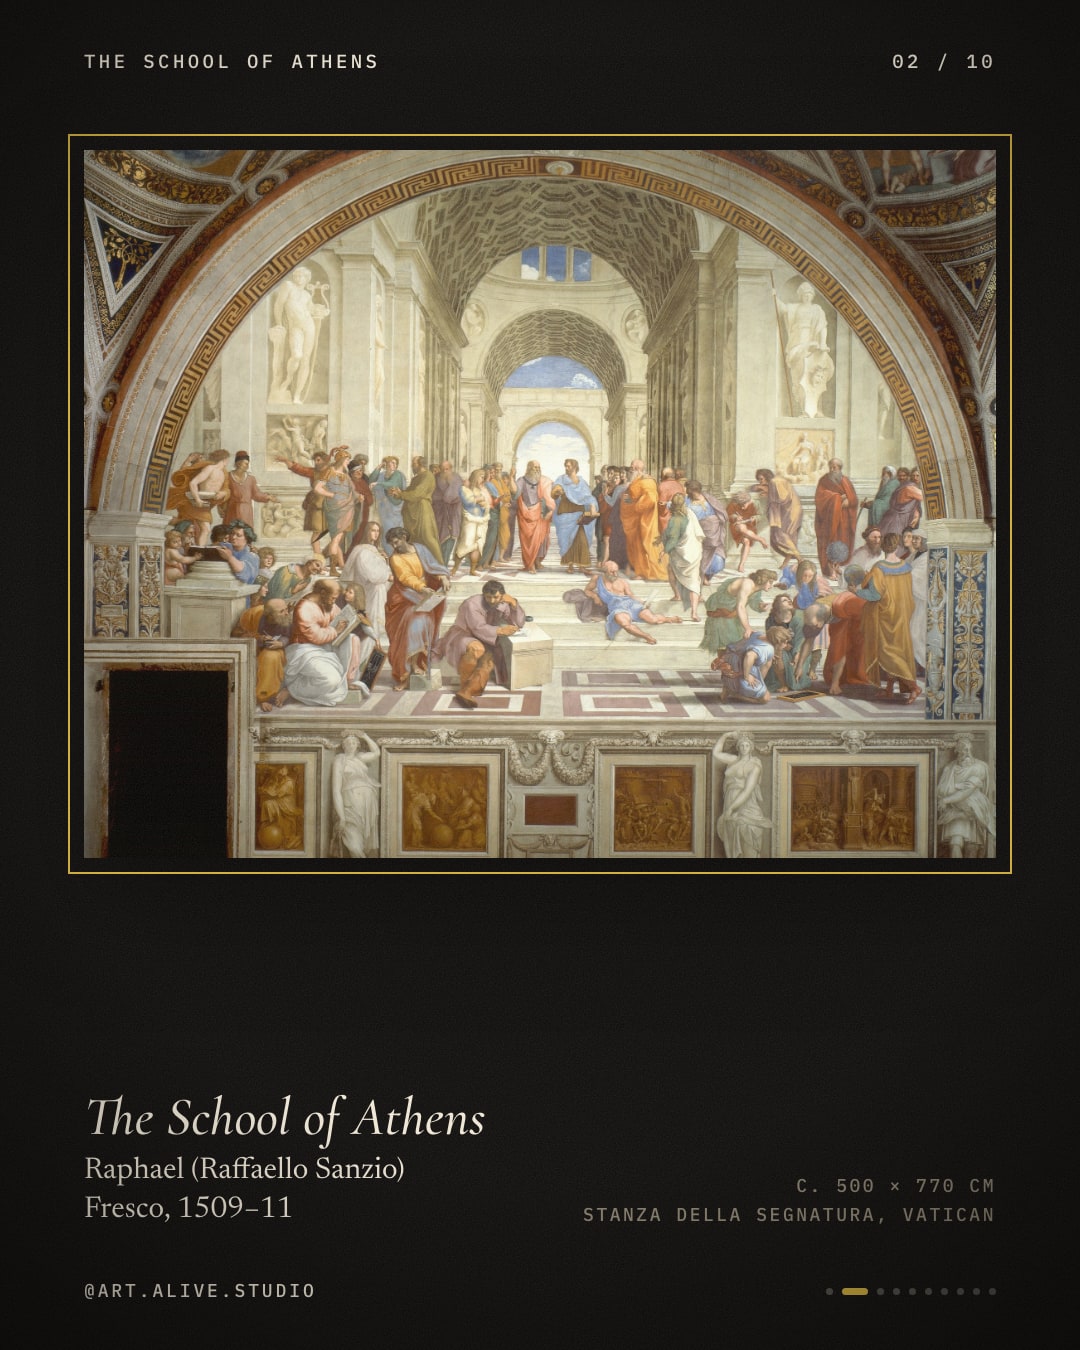 THE SCHOOL OF ATHENS
02 / 10
The School of Athens
Raphael (Raffaello Sanzio)
Fresco, 1509–11
C. 500 × 770 CM
STANZA DELLA SEGNATURA, VATICAN
@ART.ALIVE.STUDIO